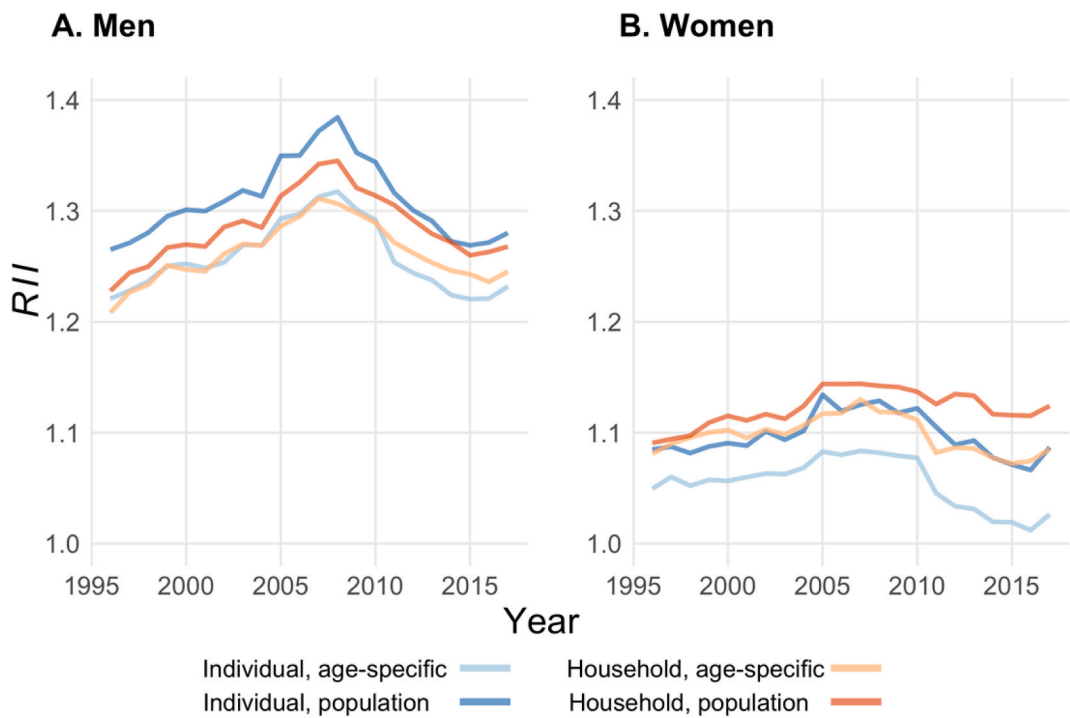 A. Men
B. Women
1.4
1.3
1.2
1.1
1.0
RII
1995 2000 2005 2010 2015
1.4
1.3
1.2
1.1
1.0
1995 2000 2005 2010 2015
Year
Individual, age-specific
Household, age-specific
Individual, population
Household, population